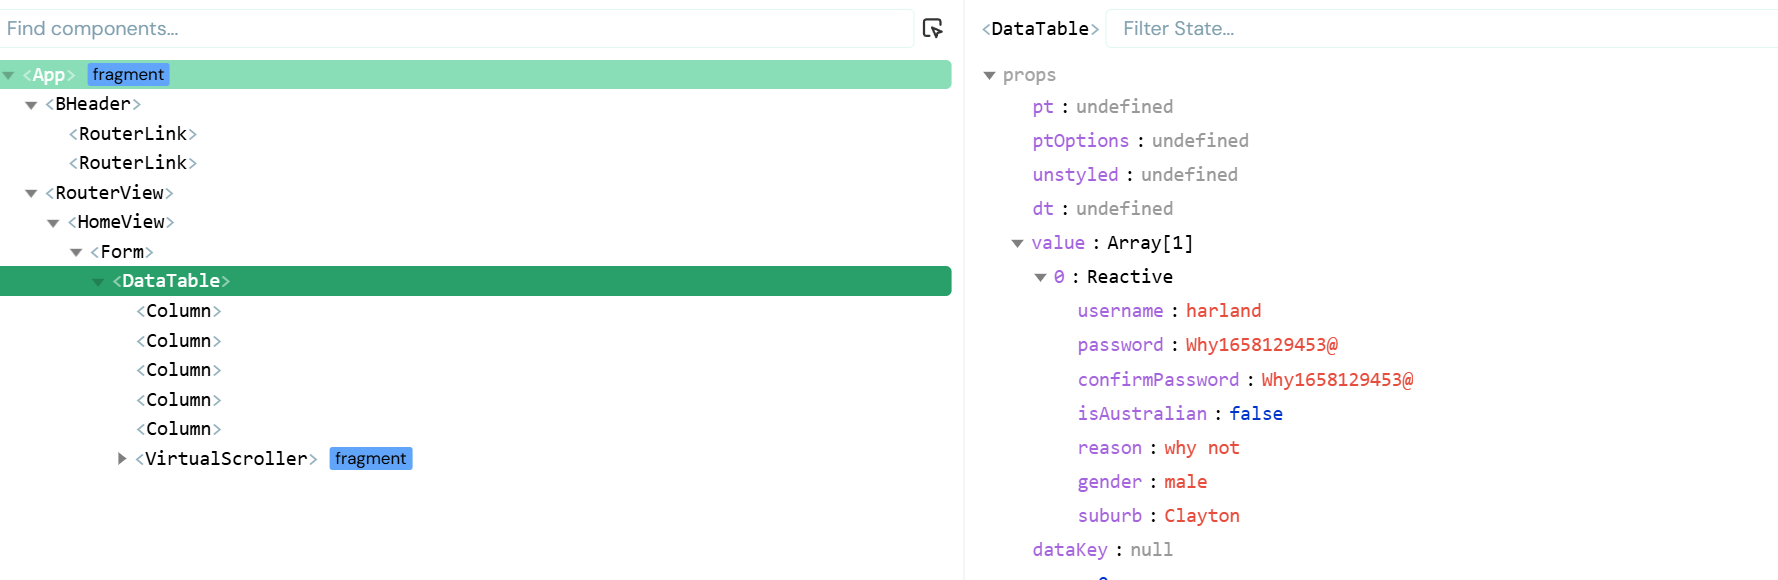 Find components...
<App> fragment
<BHeader>
<RouterLink>
<RouterLink>
<RouterView>
<HomeView>
<Form>
<DataTable>
<Column>
<Column>
<Column>
<Column>
<Column>
<VirtualScroller> fragment
<DataTable> Filter State...
props
pt : undefined
ptOptions : undefined
unstyled : undefined
dt : undefined
value : Array[1]
0 : Reactive
username : harland
password : Why1658129453@
confirmPassword : Why1658129453@
isAustralian : false
reason : why not
gender : male
suburb : Clayton
dataKey : null